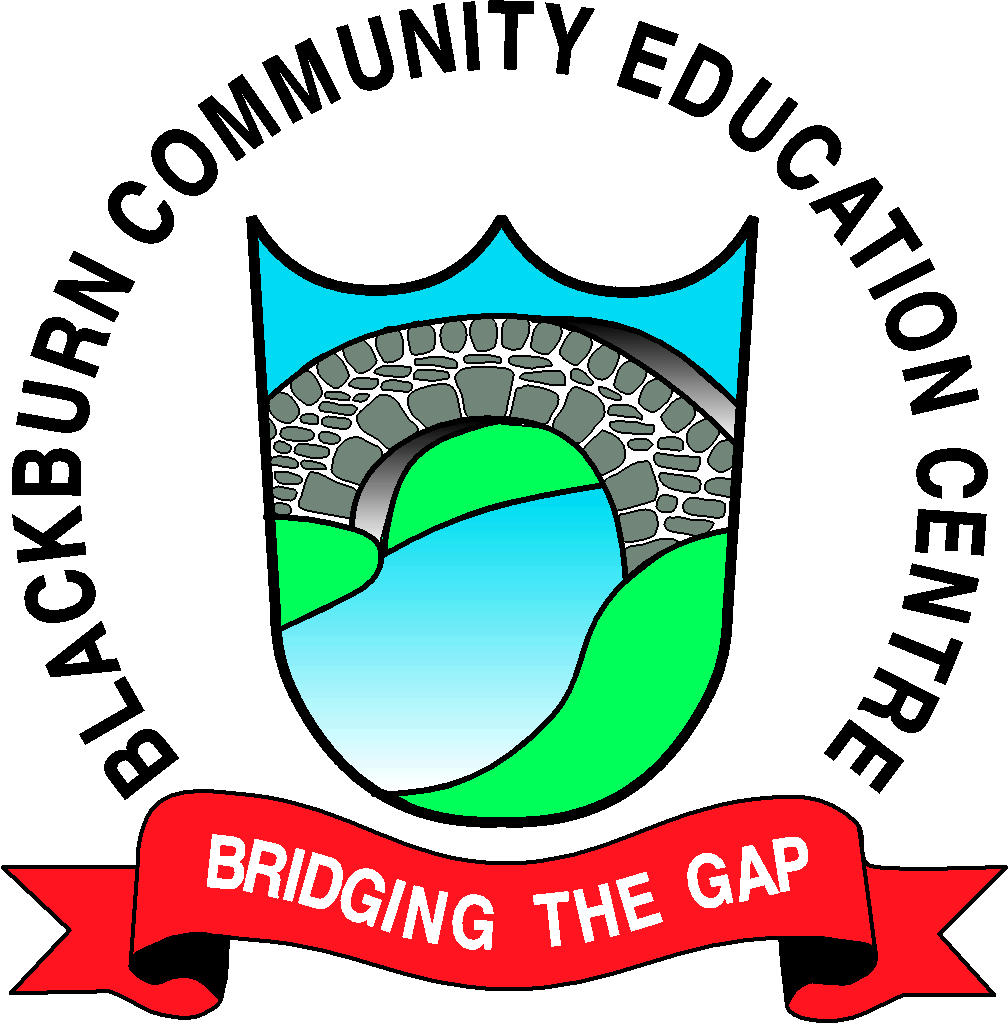 BLACKBURN COMMUNITY EDUCATION CENTRE
BRIDGING THE GAP